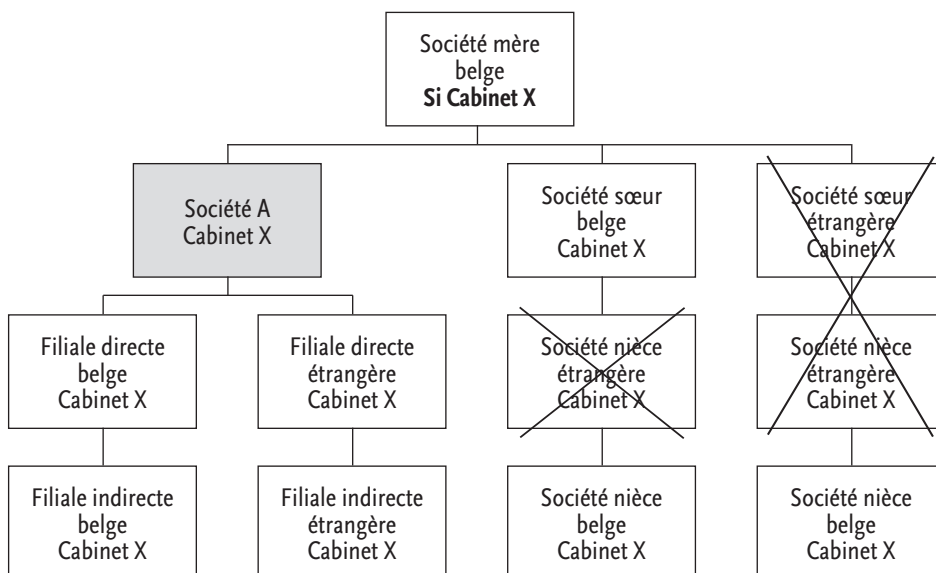 Société mère
belge
Si Cabinet X
Société A
Cabinet X
Société sœur
belge
Cabinet X
Société sœur
étrangère
Cabinet X
Filiale directe
belge
Cabinet X
Filiale directe
étrangère
Cabinet X
Société nièce
étrangère
Cabinet X
Société nièce
étrangère
Cabinet X
Filiale indirecte
belge
Cabinet X
Filiale indirecte
étrangère
Cabinet X
Société nièce
belge
Cabinet X
Société nièce
belge
Cabinet X